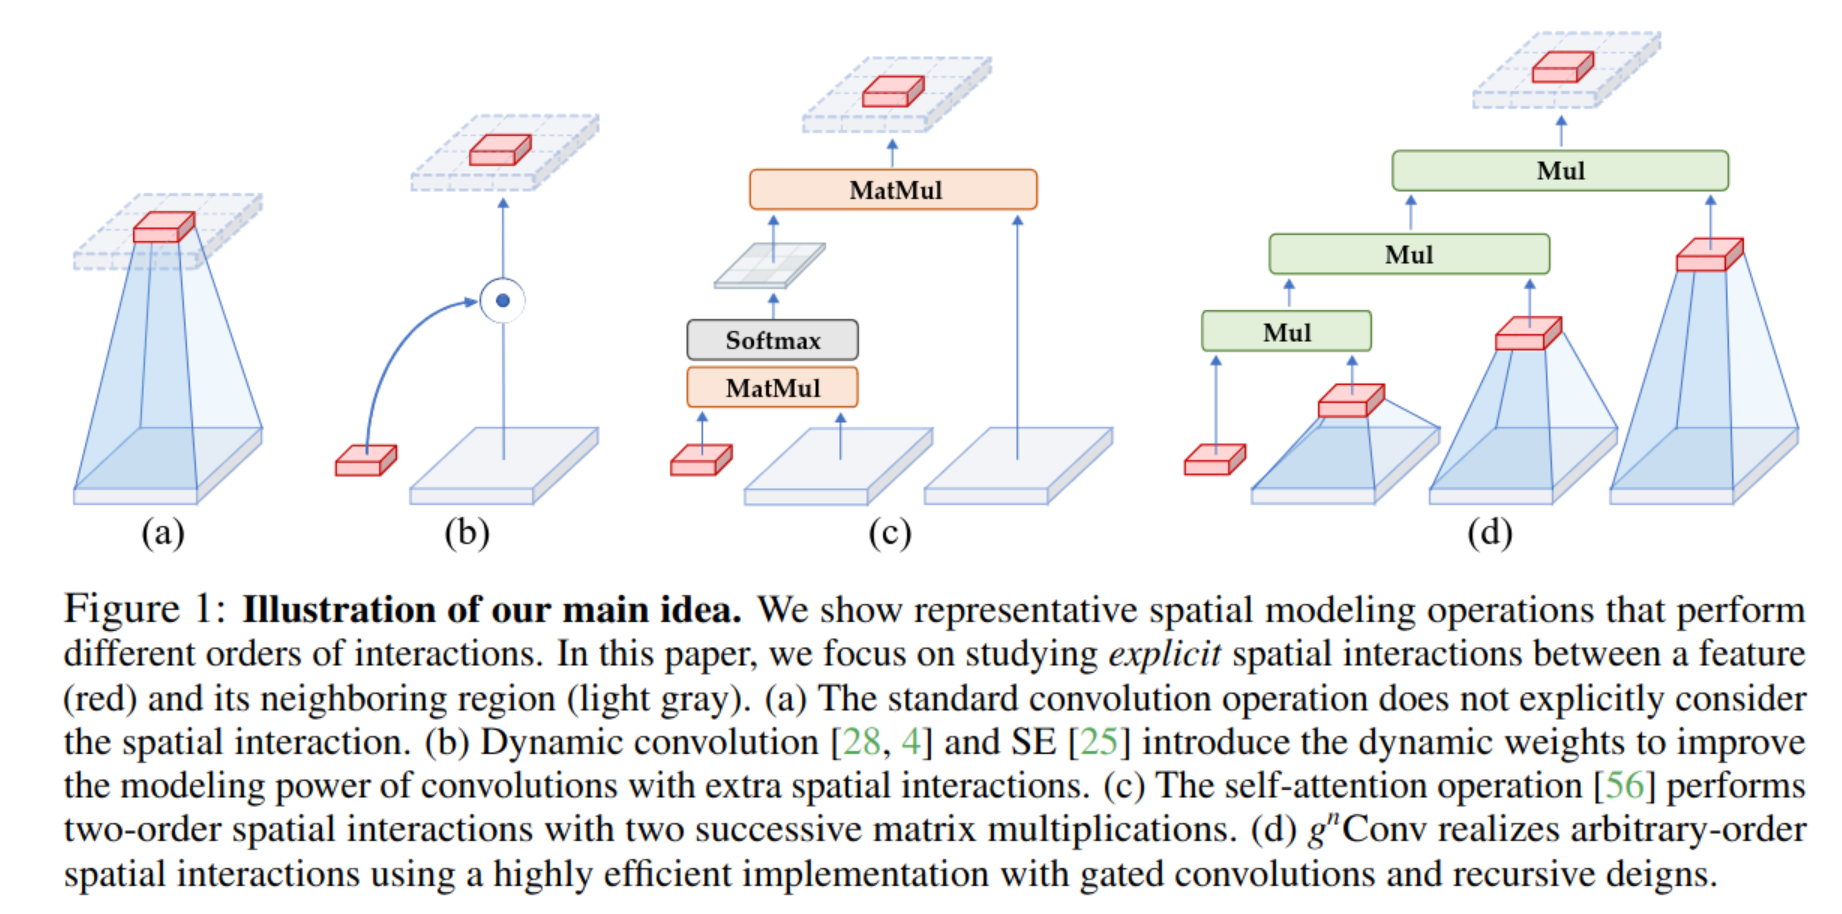 MatMul
Softmax
MatMul
Mul
Mul
Mul
(a)
(b)
(c)
(d)
Figure 1: Illustration of our main idea. We show representative spatial modeling operations that perform
different orders of interactions. In this paper, we focus on studying explicit spatial interactions between a feature
(red) and its neighboring region (light gray). (a) The standard convolution operation does not explicitly consider
the spatial interaction. (b) Dynamic convolution [28, 4] and SE [25] introduce the dynamic weights to improve
the modeling power of convolutions with extra spatial interactions. (c) The self-attention operation [56] performs
two-order spatial interactions with two successive matrix multiplications. (d) gⁿConv realizes arbitrary-order
spatial interactions using a highly efficient implementation with gated convolutions and recursive deigns.